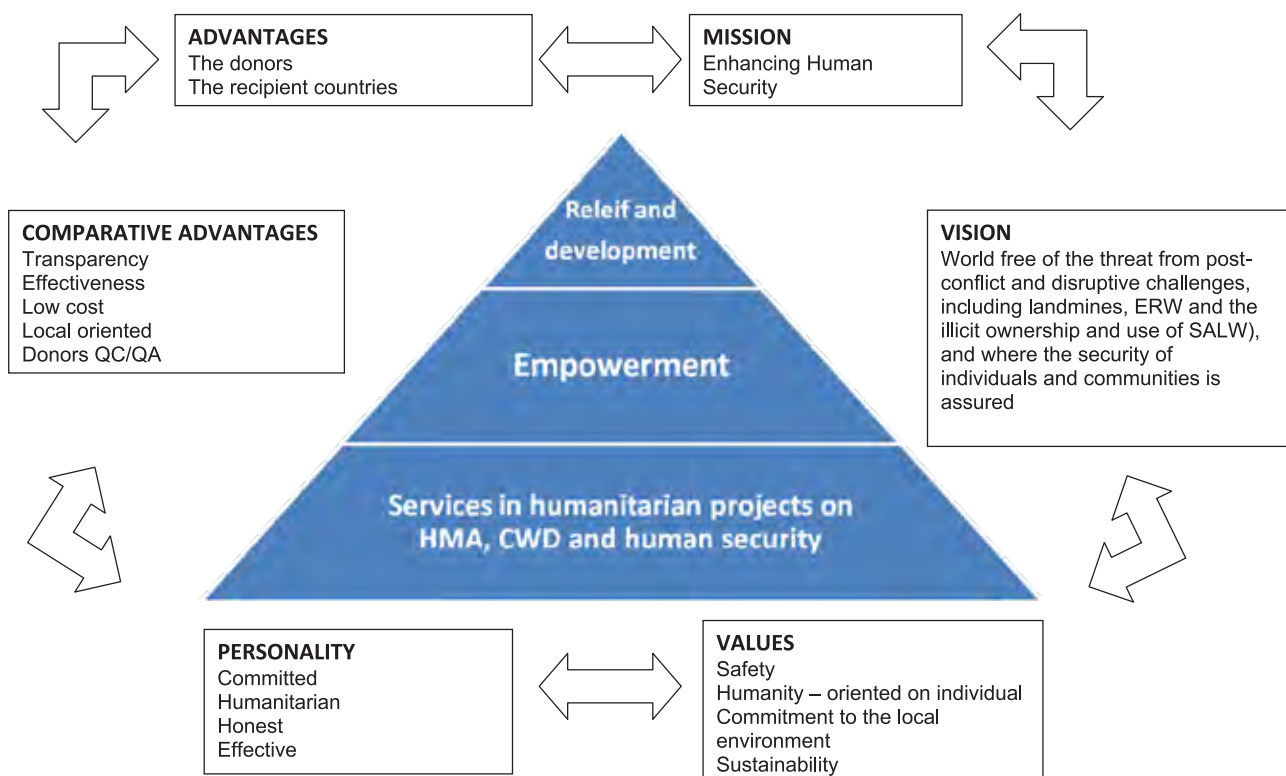 ADVANTAGES
The donors
The recipient countries
MISSION
Enhancing Human
Security
COMPARATIVE ADVANTAGES
Transparency
Effectiveness
Low cost
Local oriented
Donors QC/QA
Releif and
development
Empowerment
Services in humanitarian projects on
HMA, CWD and human security
VISION
World free of the threat from post-
conflict and disruptive challenges,
including landmines, ERW and the
illicit ownership and use of SALW),
and where the security of
individuals and communities is
assured
PERSONALITY
Committed
Humanitarian
Honest
Effective
VALUES
Safety
Humanity – oriented on individual
Commitment to the local
environment
Sustainability